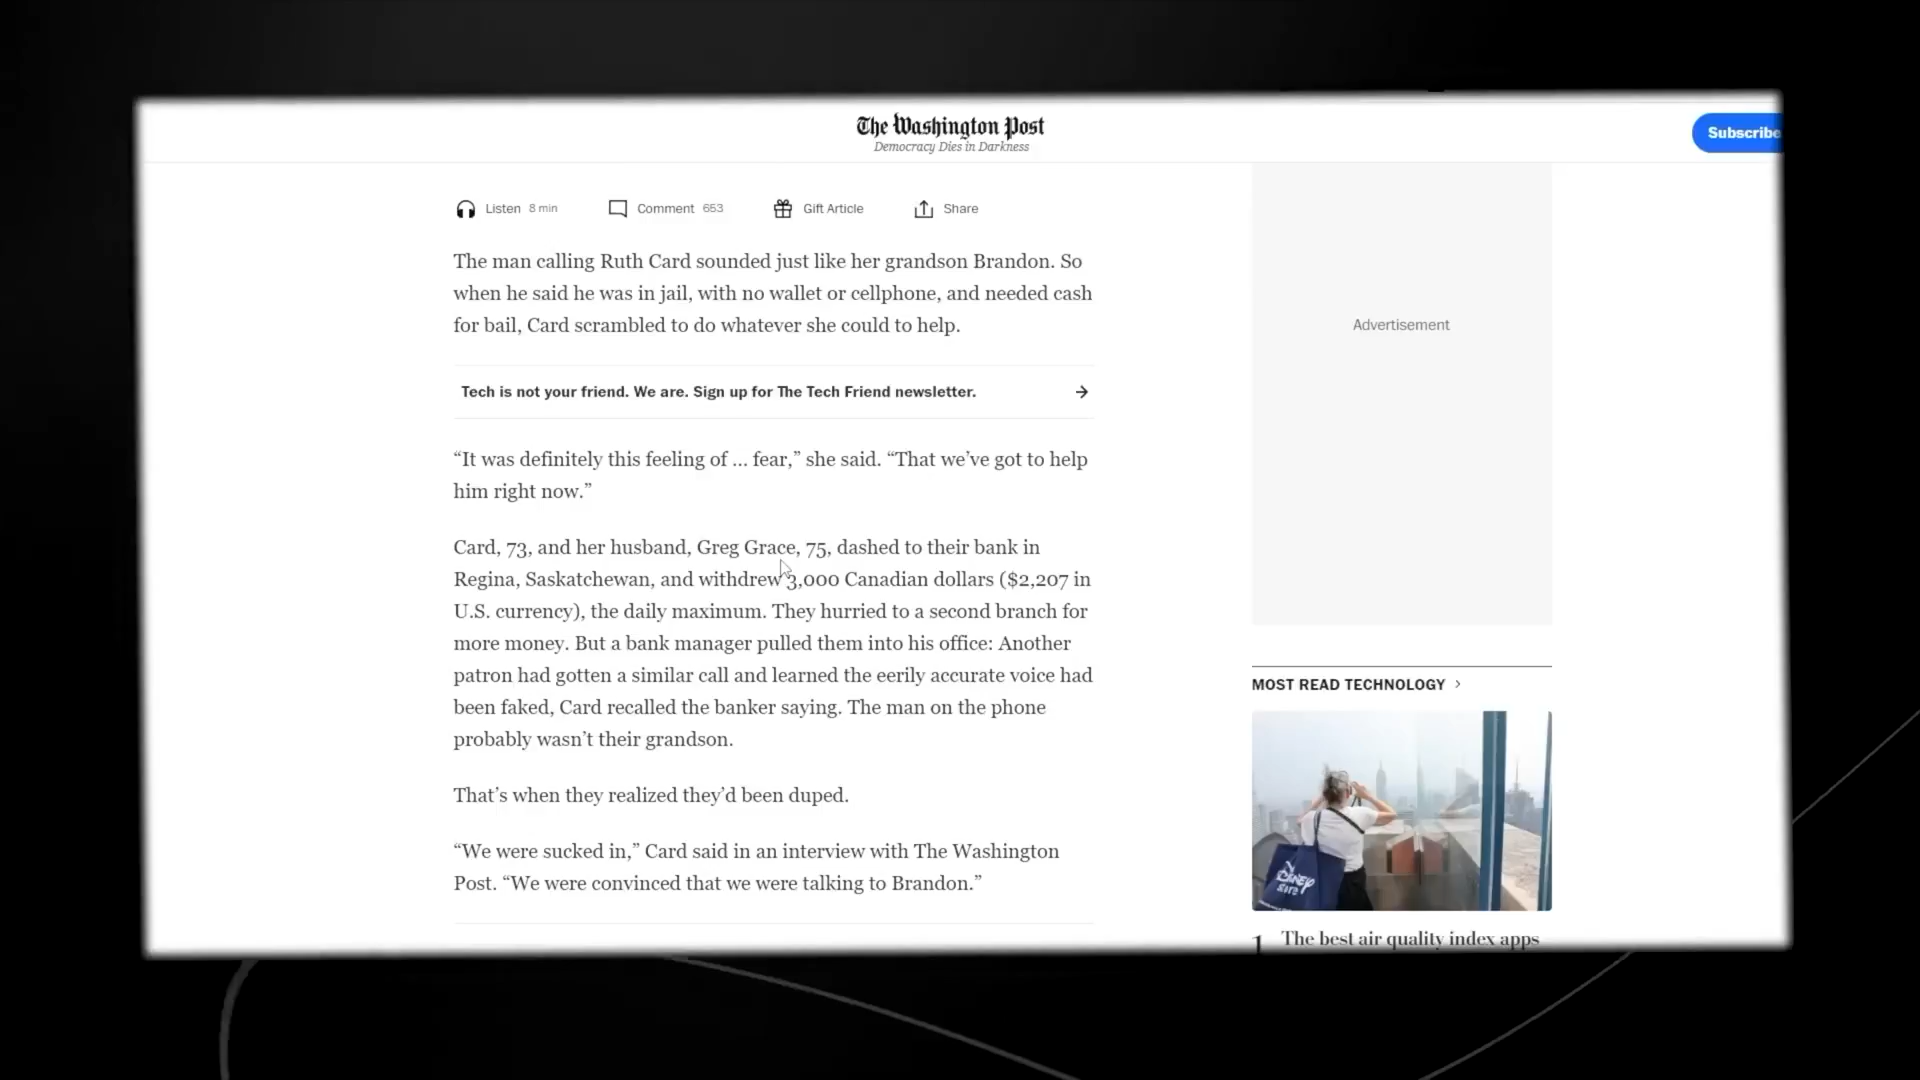 The Washington Post
Democracy Dies in Darkness
Subscribe
Listen 8 min
Comment 653
Gift Article
Share
The man calling Ruth Card sounded just like her grandson Brandon. So
when he said he was in jail, with no wallet or cellphone, and needed cash
for bail, Card scrambled to do whatever she could to help.
Tech is not your friend. We are. Sign up for The Tech Friend newsletter.
“It was definitely this feeling of ... fear,” she said. “That we’ve got to help
him right now.”
Card, 73, and her husband, Greg Grace, 75, dashed to their bank in
Regina, Saskatchewan, and withdrew 3,000 Canadian dollars ($2,207 in
U.S. currency), the daily maximum. They hurried to a second branch for
more money. But a bank manager pulled them into his office: Another
patron had gotten a similar call and learned the eerily accurate voice had
been faked, Card recalled the banker saying. The man on the phone
probably wasn’t their grandson.
That’s when they realized they’d been duped.
“We were sucked in,” Card said in an interview with The Washington
Post. “We were convinced that we were talking to Brandon.”
Advertisement
MOST READ TECHNOLOGY
Disney
store
1 The best air quality index apps